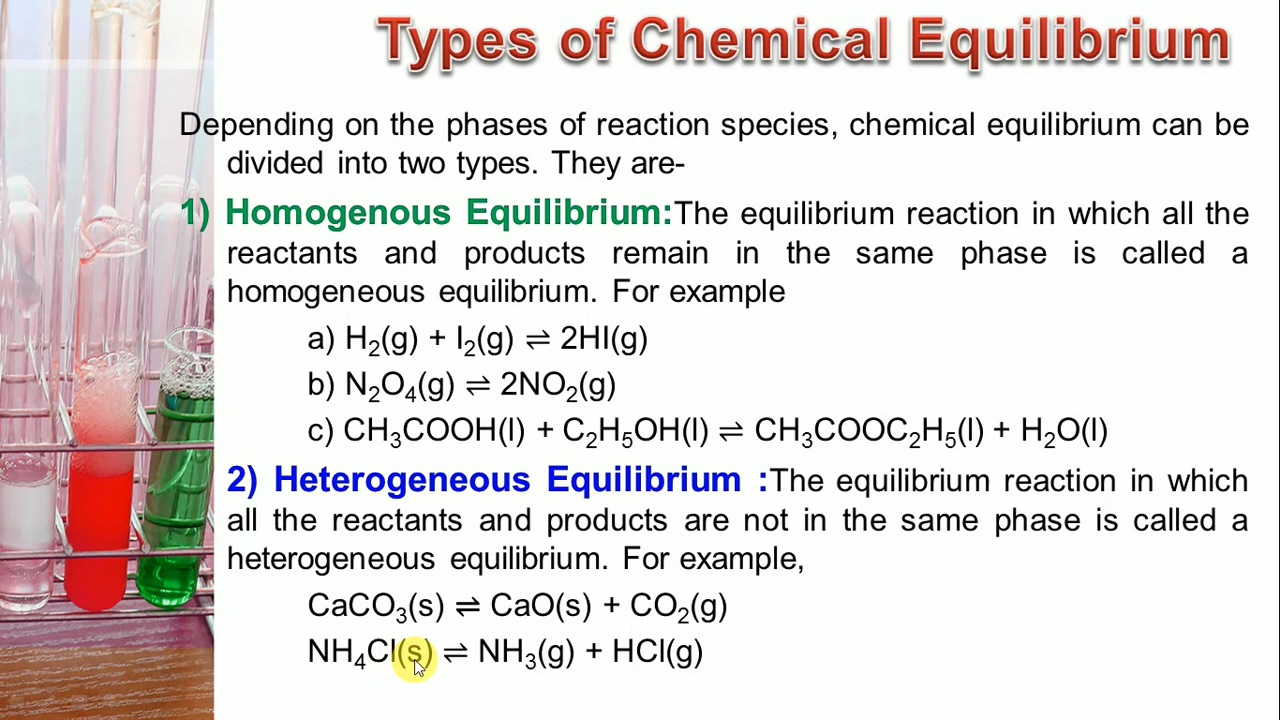 Types of Chemical Equilibrium
Depending on the phases of reaction species, chemical equilibrium can be
divided into two types. They are-
1) Homogenous Equilibrium:The equilibrium reaction in which all the
reactants and products remain in the same phase is called a
homogeneous equilibrium. For example
a) H₂(g) + I₂(g) ⇌ 2HI(g)
b) N₂O₄(g) ⇌ 2NO₂(g)
c) CH₃COOH(l) + C₂H₅OH(l) ⇌ CH₃COOC₂H₅(l) + H₂O(l)
2) Heterogeneous Equilibrium :The equilibrium reaction in which
all the reactants and products are not in the same phase is called a
heterogeneous equilibrium. For example,
CaCO₃(s) ⇌ CaO(s) + CO₂(g)
NH₄Cl(s) ⇌ NH₃(g) + HCl(g)